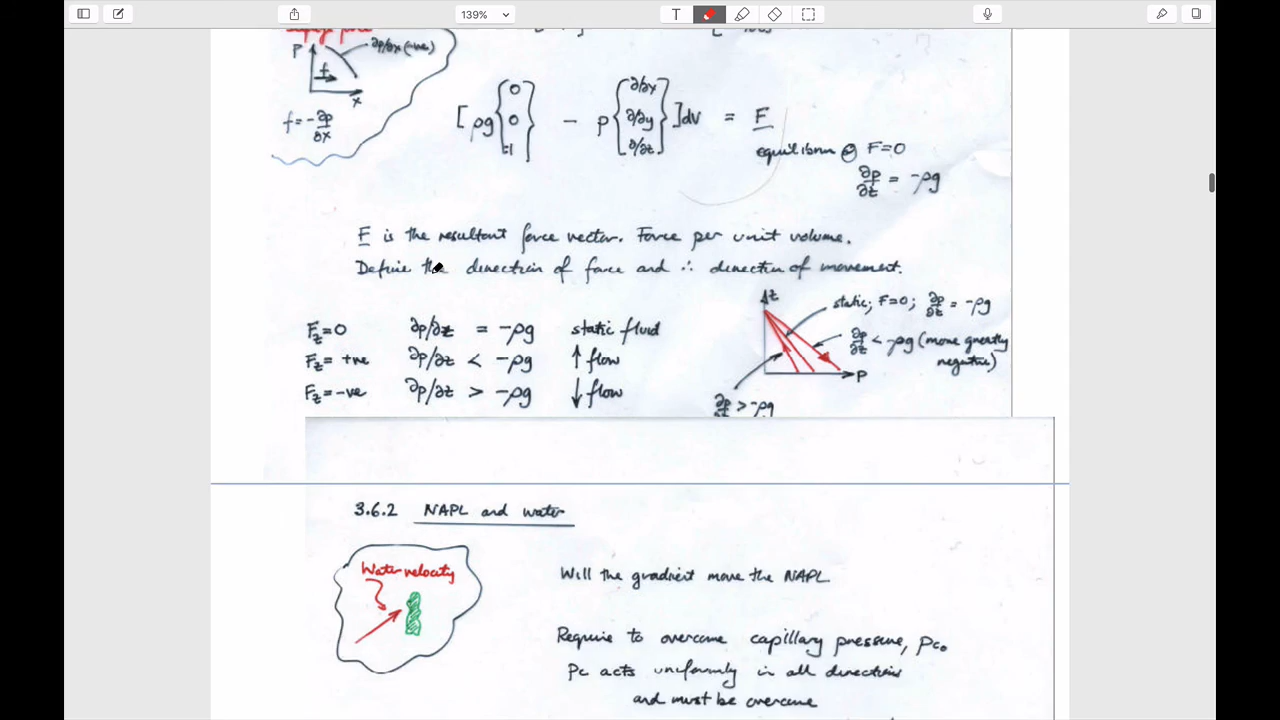 139%
T
P
∂p/∂x (-ve)
f
x
f = -∂p/∂x
[ρg {0 0 -1} - p {∂/∂x ∂/∂y ∂/∂z}] dv = F
equilibrium @ F=0
∂p/∂z = -ρg
F is the resultant force vector. Force per unit volume.
Define the direction of force and ∴ direction of movement.
z
static; F=0; ∂p/∂z = -ρg
Fz=0 ∂p/∂z = -ρg static fluid
∂p/∂z < -ρg (more greatly negative)
Fz=+ve ∂p/∂z < -ρg ↑ flow
P
Fz=-ve ∂p/∂z > -ρg ↓ flow
∂p/∂z > -ρg
3.6.2 NAPL and water
Water velocity
Will the gradient move the NAPL
Require to overcome capillary pressure, Pc.
Pc acts uniformly in all directions
and must be overcome